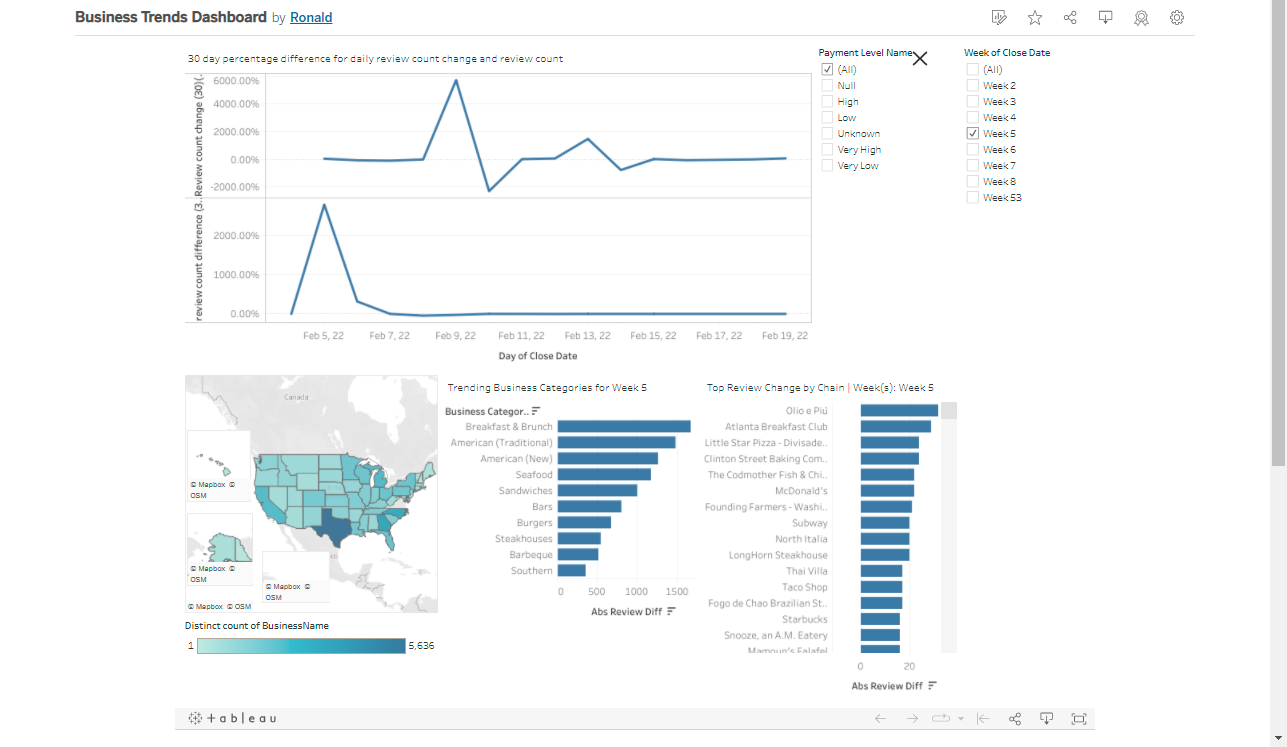 Business Trends Dashboard by Ronald
30 day percentage difference for daily review count change and review count
6000.00%
4000.00%
2000.00%
0.00%
-2000.00%
Review count change (30)(..
2000.00%
1000.00%
0.00%
review count difference (3..
Feb 5, 22 Feb 7, 22 Feb 9, 22 Feb 11, 22 Feb 13, 22 Feb 15, 22 Feb 17, 22 Feb 19, 22
Day of Close Date
Payment Level Name
(All)
Null
High
Low
Unknown
Very High
Very Low
Week of Close Date
(All)
Week 2
Week 3
Week 4
Week 5
Week 6
Week 7
Week 8
Week 53
Canada
© Mapbox ©
OSM
© Mapbox ©
OSM
© Mapbox ©
OSM
© Mapbox © OSM
Distinct count of BusinessName
1 5,636
Trending Business Categories for Week 5
Business Categor..
Breakfast & Brunch
American (Traditional)
American (New)
Seafood
Sandwiches
Bars
Burgers
Steakhouses
Barbeque
Southern
0 500 1000 1500
Abs Review Diff
Top Review Change by Chain | Week(s): Week 5
Olio e Più
Atlanta Breakfast Club
Little Star Pizza - Divisade..
Clinton Street Baking Com..
The Codmother Fish & Chi..
McDonald's
Founding Farmers - Washi..
Subway
North Italia
LongHorn Steakhouse
Thai Villa
Taco Shop
Fogo de Chao Brazilian St..
Starbucks
Snooze, an A.M. Eatery
Mamoun's Falafel
0 20
Abs Review Diff
tableau